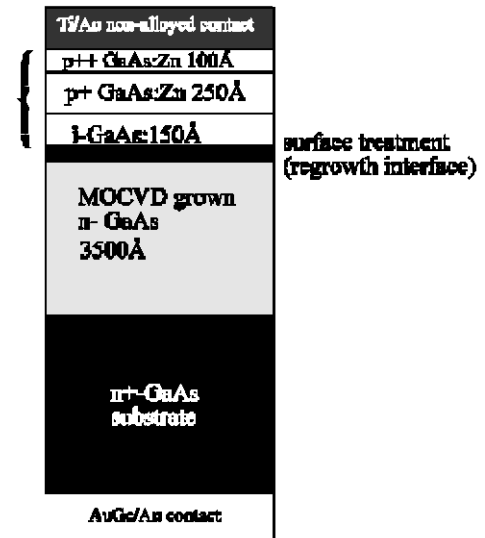 Ti/Au non-alloyed contact
p++ GaAs:Zn 100Å
p+ GaAs:Zn 250Å
i-GaAs:150Å
surface treatment
(regrowth interface)
MOCVD grown
n- GaAs
3500Å
n+-GaAs
substrate
AuGe/Au contact